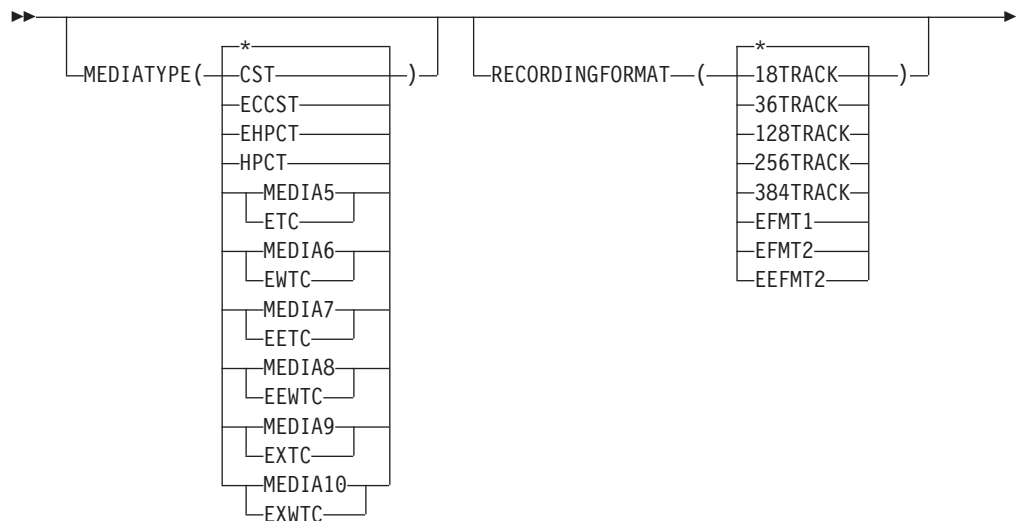 *
*
MEDIATYPE( CST ) RECORDINGFORMAT ( 18TRACK )
ECCST 36TRACK
EHPCT 128TRACK
HPCT 256TRACK
MEDIA5 384TRACK
ETC EFMT1
MEDIA6 EFMT2
EWTC EEFMT2
MEDIA7
EETC
MEDIA8
EEWTC
MEDIA9
EXTC
MEDIA10
EXWTC